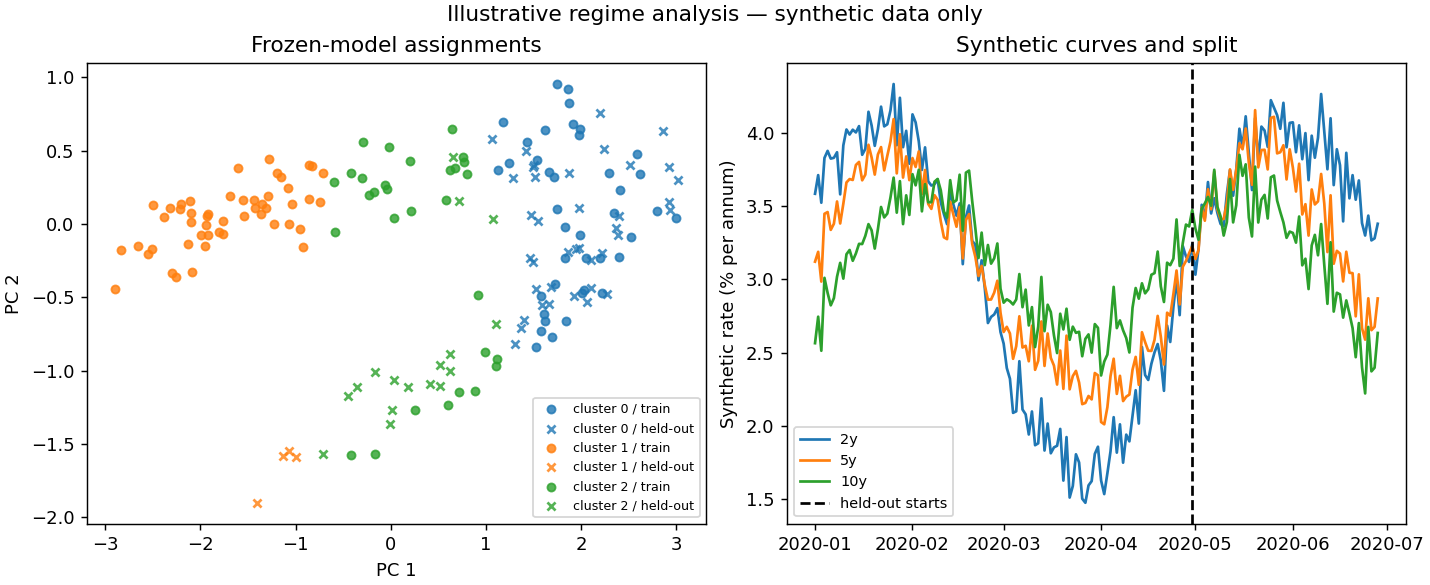 Illustrative regime analysis — synthetic data only
Frozen-model assignments
1.0
0.5
0.0
−0.5
−1.0
−1.5
−2.0
PC 2
−3
−2
−1
0
1
2
3
PC 1
cluster 0 / train
cluster 0 / held-out
cluster 1 / train
cluster 1 / held-out
cluster 2 / train
cluster 2 / held-out
Synthetic curves and split
4.0
3.5
3.0
2.5
2.0
1.5
Synthetic rate (% per annum)
2y
5y
10y
held-out starts
2020-01
2020-02
2020-03
2020-04
2020-05
2020-06
2020-07